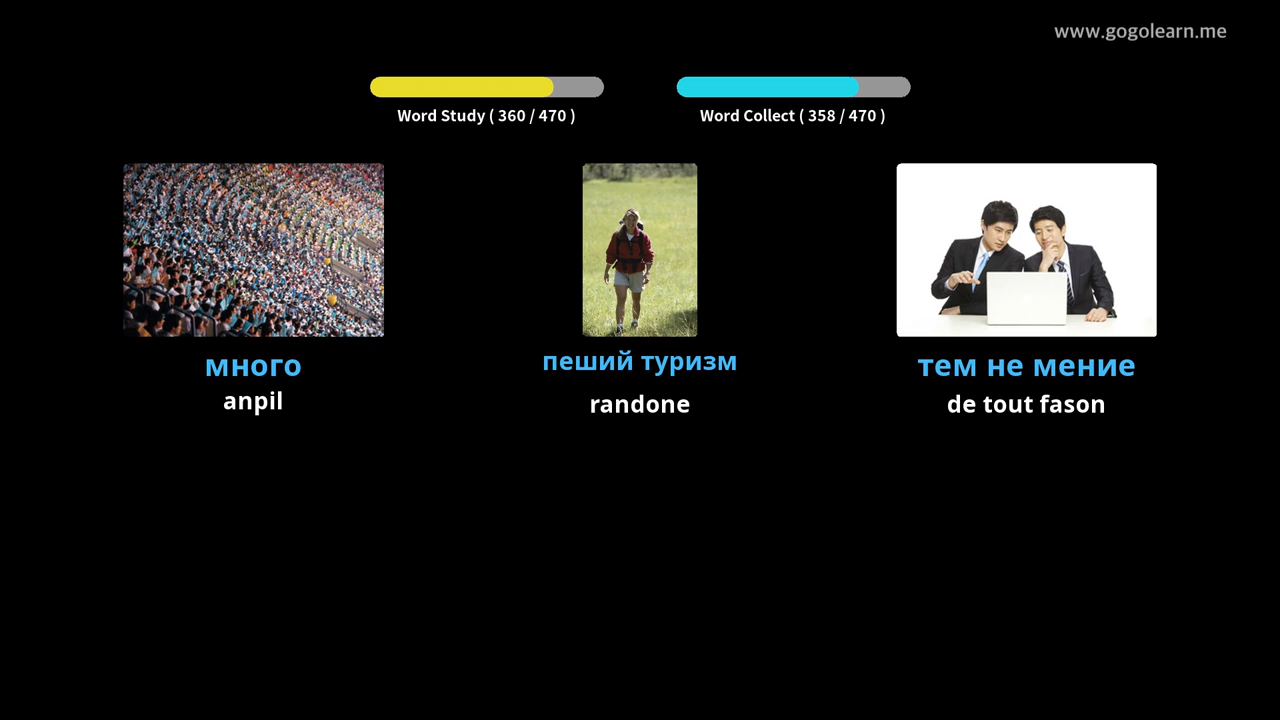 www.gogolearn.me
Word Study ( 360 / 470 )
Word Collect ( 358 / 470 )
много
anpil
пеший туризм
randone
тем не мение
de tout fason